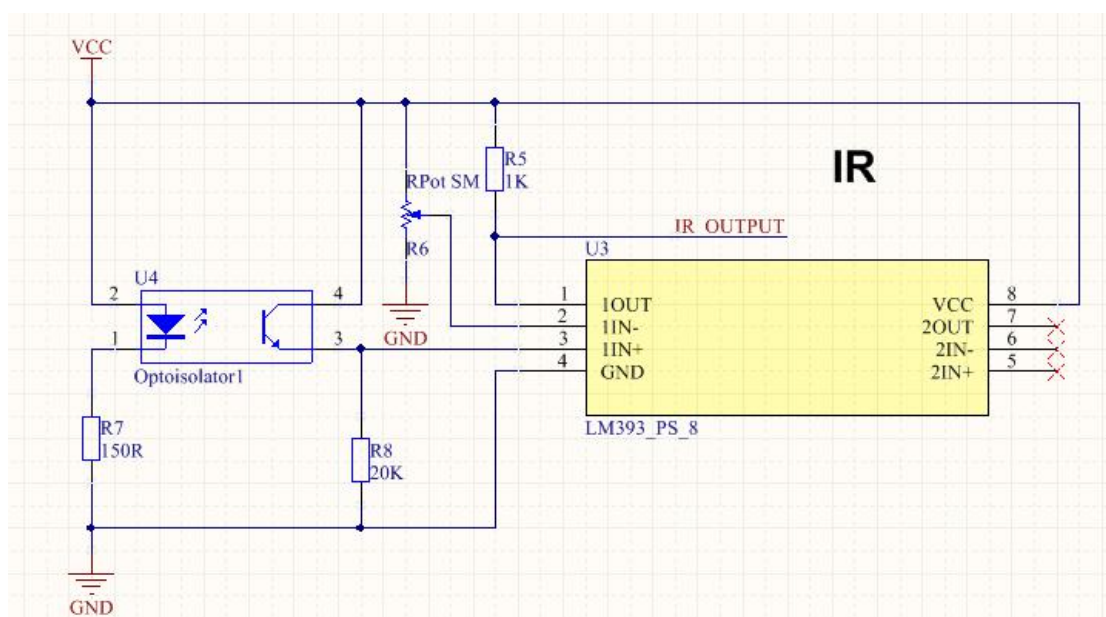 VCC
IR
R5
1K
RPot SM
R6
IR_OUTPUT
GND
U3
1 1OUT VCC 8
2 1IN- 2OUT 7
3 1IN+ 2IN- 6
4 GND 2IN+ 5
LM393_PS_8
U4
2 4
1 3
Optoisolator1
R7
150R
R8
20K
GND